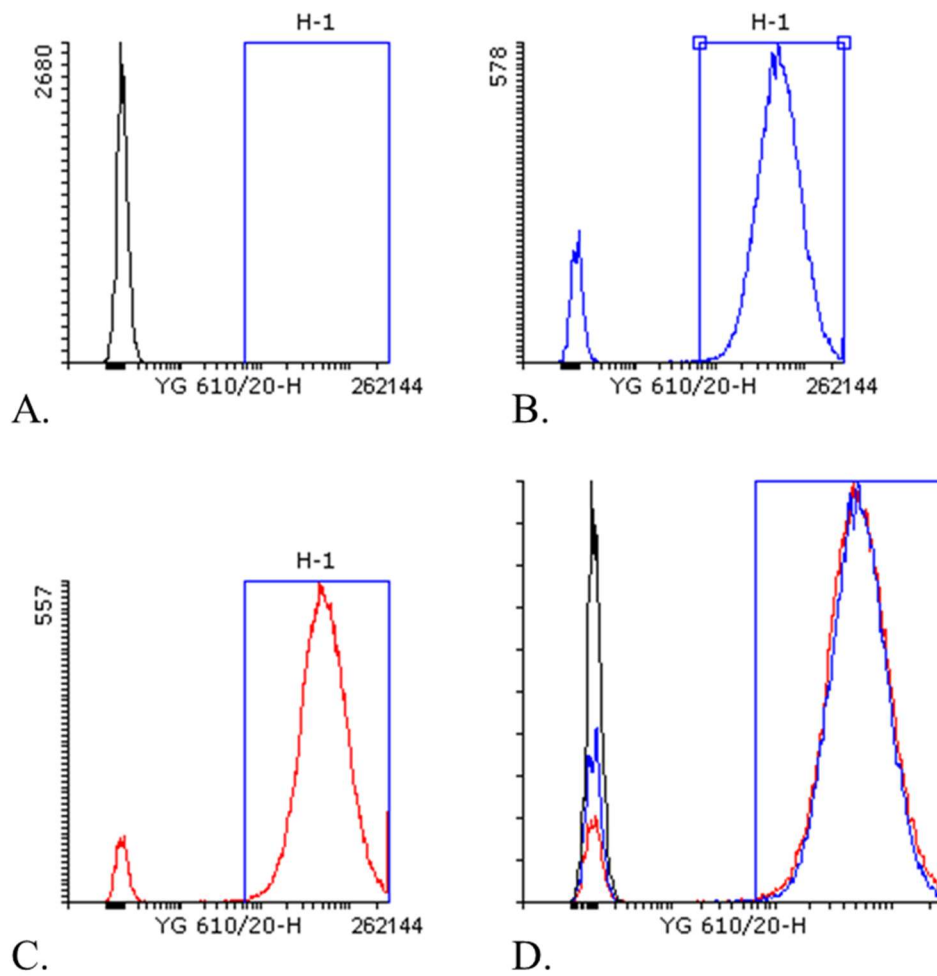 H-1
2680
YG 610/20-H
262144
A.
H-1
578
YG 610/20-H
262144
B.
H-1
557
YG 610/20-H
262144
C.
YG 610/20-H
D.